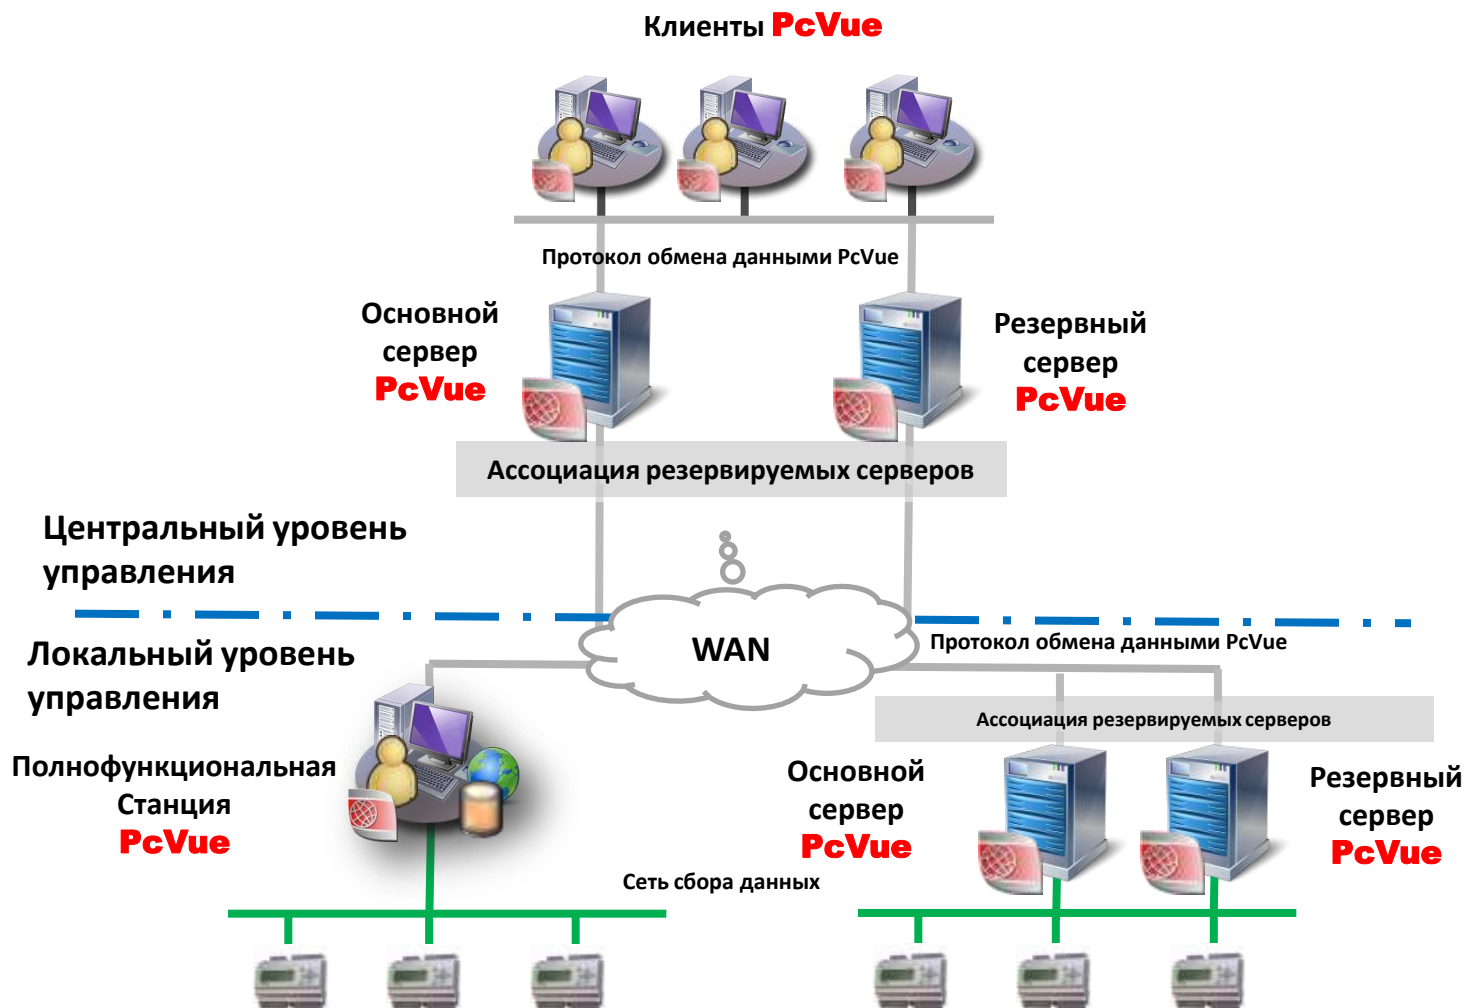 Клиенты PcVue
Протокол обмена данными PcVue
Основной
сервер
PcVue
Резервный
сервер
PcVue
Ассоциация резервируемых серверов
Центральный уровень
управления
WAN
Протокол обмена данными PcVue
Локальный уровень
управления
Ассоциация резервируемых серверов
Полнофункциональная
Станция
PcVue
Основной
сервер
PcVue
Резервный
сервер
PcVue
Сеть сбора данных